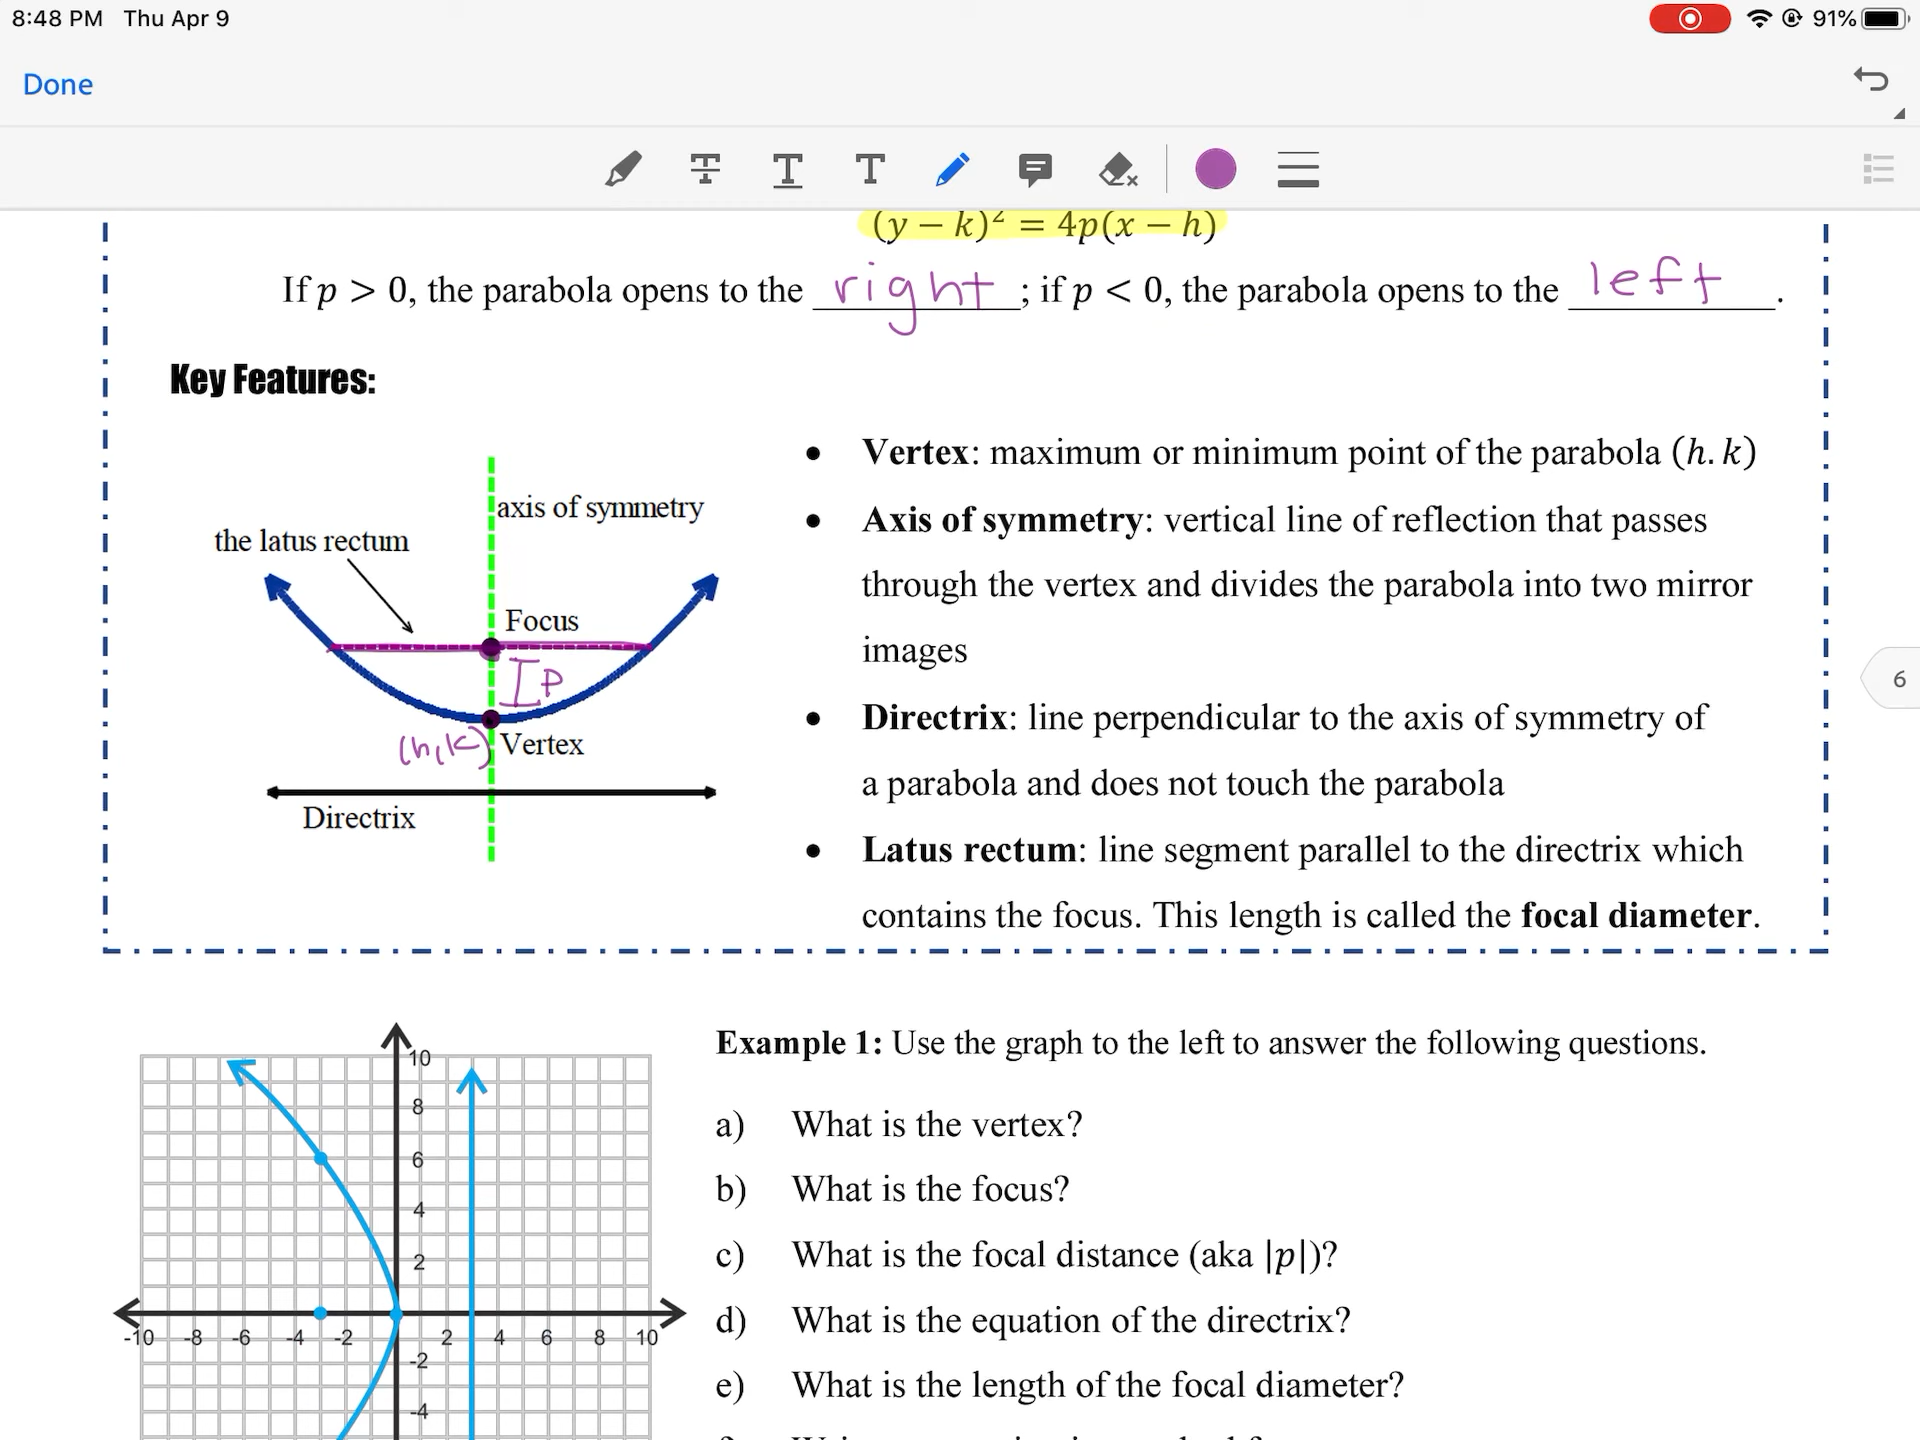 8:48 PM Thu Apr 9
91%
Done
(y − k)² = 4p(x − h)
If p > 0, the parabola opens to the right; if p < 0, the parabola opens to the left.
Key Features:
axis of symmetry
the latus rectum
Focus
P
(h,k) Vertex
Directrix
• Vertex: maximum or minimum point of the parabola (h. k)
• Axis of symmetry: vertical line of reflection that passes
through the vertex and divides the parabola into two mirror
images
• Directrix: line perpendicular to the axis of symmetry of
a parabola and does not touch the parabola
• Latus rectum: line segment parallel to the directrix which
contains the focus. This length is called the focal diameter.
6
10
8
6
4
2
-10 -8 -6 -4 -2 2 4 6 8 10
-2
-4
Example 1: Use the graph to the left to answer the following questions.
a) What is the vertex?
b) What is the focus?
c) What is the focal distance (aka |p|)?
d) What is the equation of the directrix?
e) What is the length of the focal diameter?